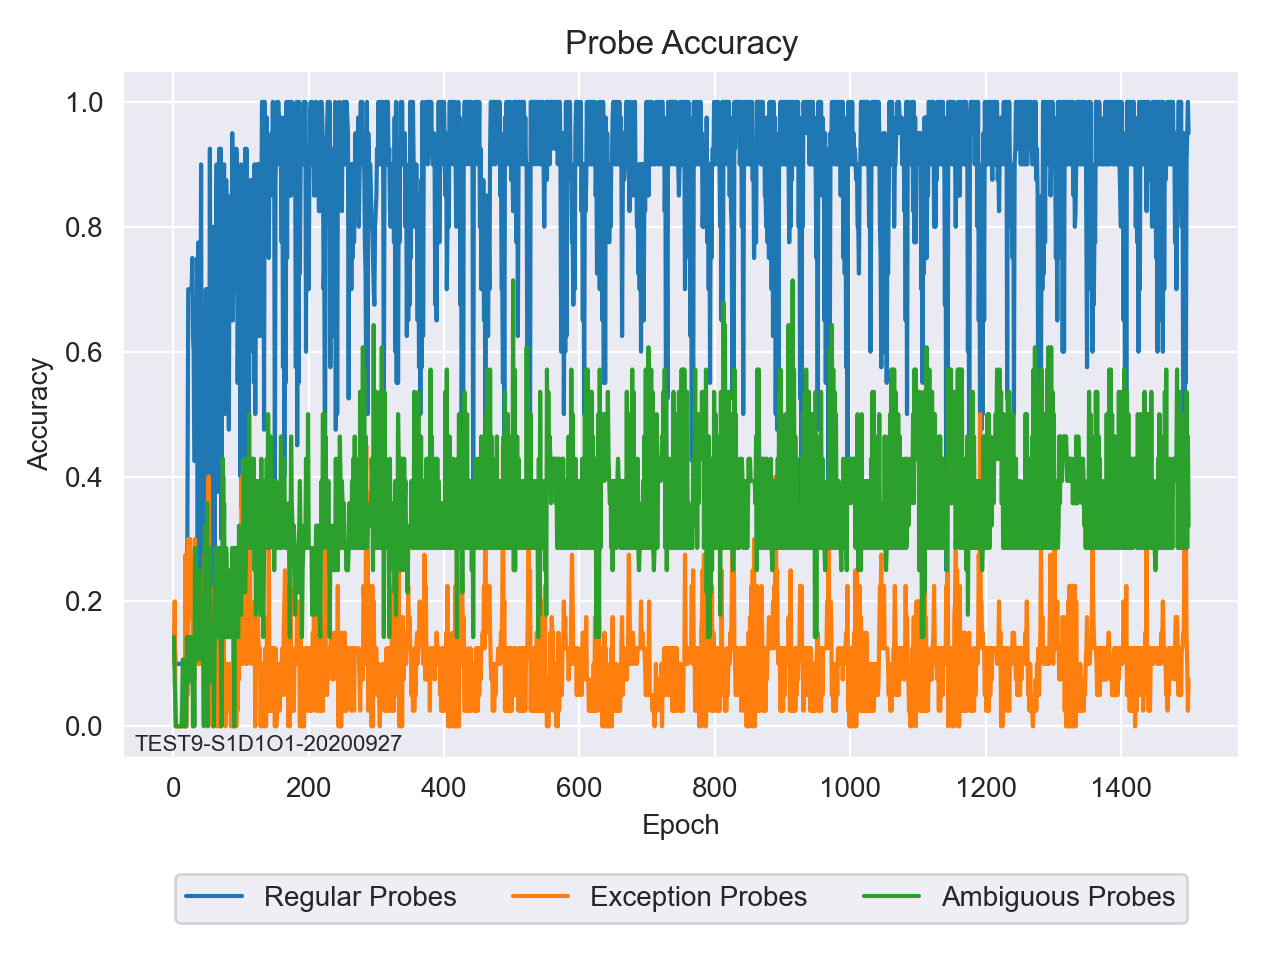 Probe Accuracy
1.0
0.8
0.6
0.4
0.2
0.0
Accuracy
TEST9-S1D1O1-20200927
0 200 400 600 800 1000 1200 1400
Epoch
Regular Probes Exception Probes Ambiguous Probes